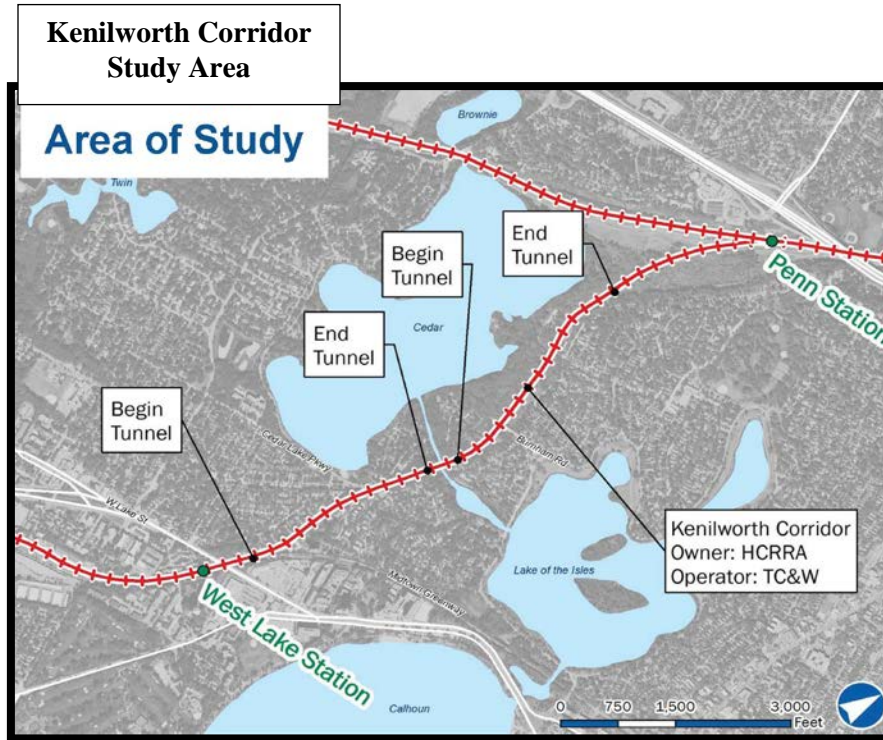 Kenilworth Corridor
Study Area
Area of Study
Brownie
Twin
Begin
Tunnel
End
Tunnel
Penn Station
Cedar
End
Tunnel
Begin
Tunnel
Cedar Lake Pkwy
Burnham Rd
W Lake St
Kenilworth Corridor
Owner: HCRRA
Operator: TC&W
Lake of the Isles
Midtown Greenway
West Lake Station
Calhoun
0 750 1,500 3,000
Feet